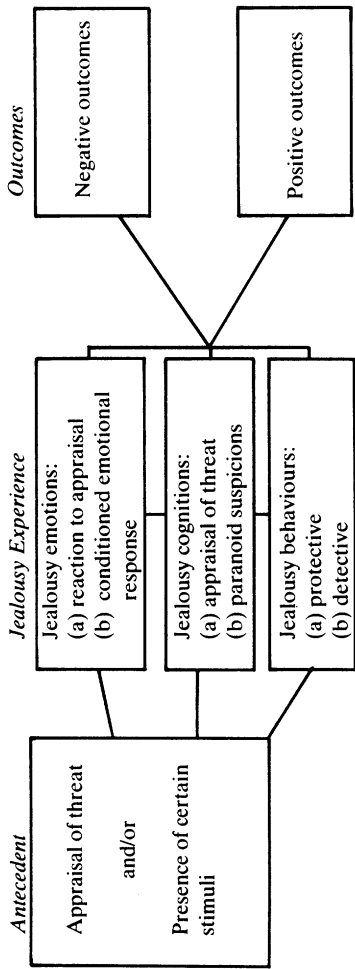 Antecedent
Appraisal of threat
and/or
Presence of certain
stimuli
Jealousy Experience
Jealousy emotions:
(a) reaction to appraisal
(b) conditioned emotional
response
Jealousy cognitions:
(a) appraisal of threat
(b) paranoid suspicions
Jealousy behaviours:
(a) protective
(b) detective
Outcomes
Negative outcomes
Positive outcomes